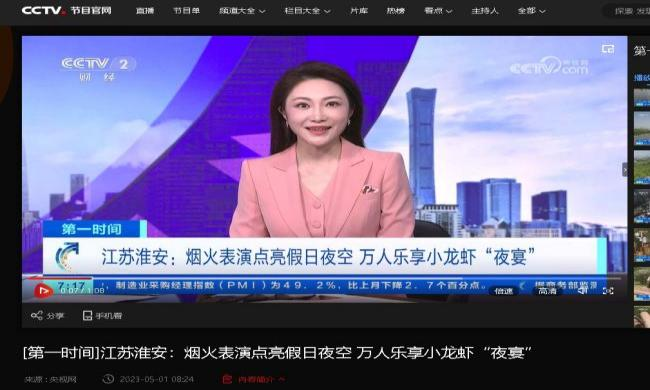 CCTV 节目官网 直播 节目单 频道大全 栏目大全 片库 热榜 看点 主持人 全部
CCTV 2
财经
CCTV.com
央视网
第一时间
江苏淮安：烟火表演点亮假日夜空 万人乐享小龙虾“夜宴”
7:17 ，制造业采购经理指数（PMI）为49.2%，比上月下降2.7个百分点。
0:07 / 1:08 倍速 高清
分享 手机看
[第一时间]江苏淮安：烟火表演点亮假日夜空 万人乐享小龙虾“夜宴”
来源：央视网 2023-05-01 08:24 内容简介